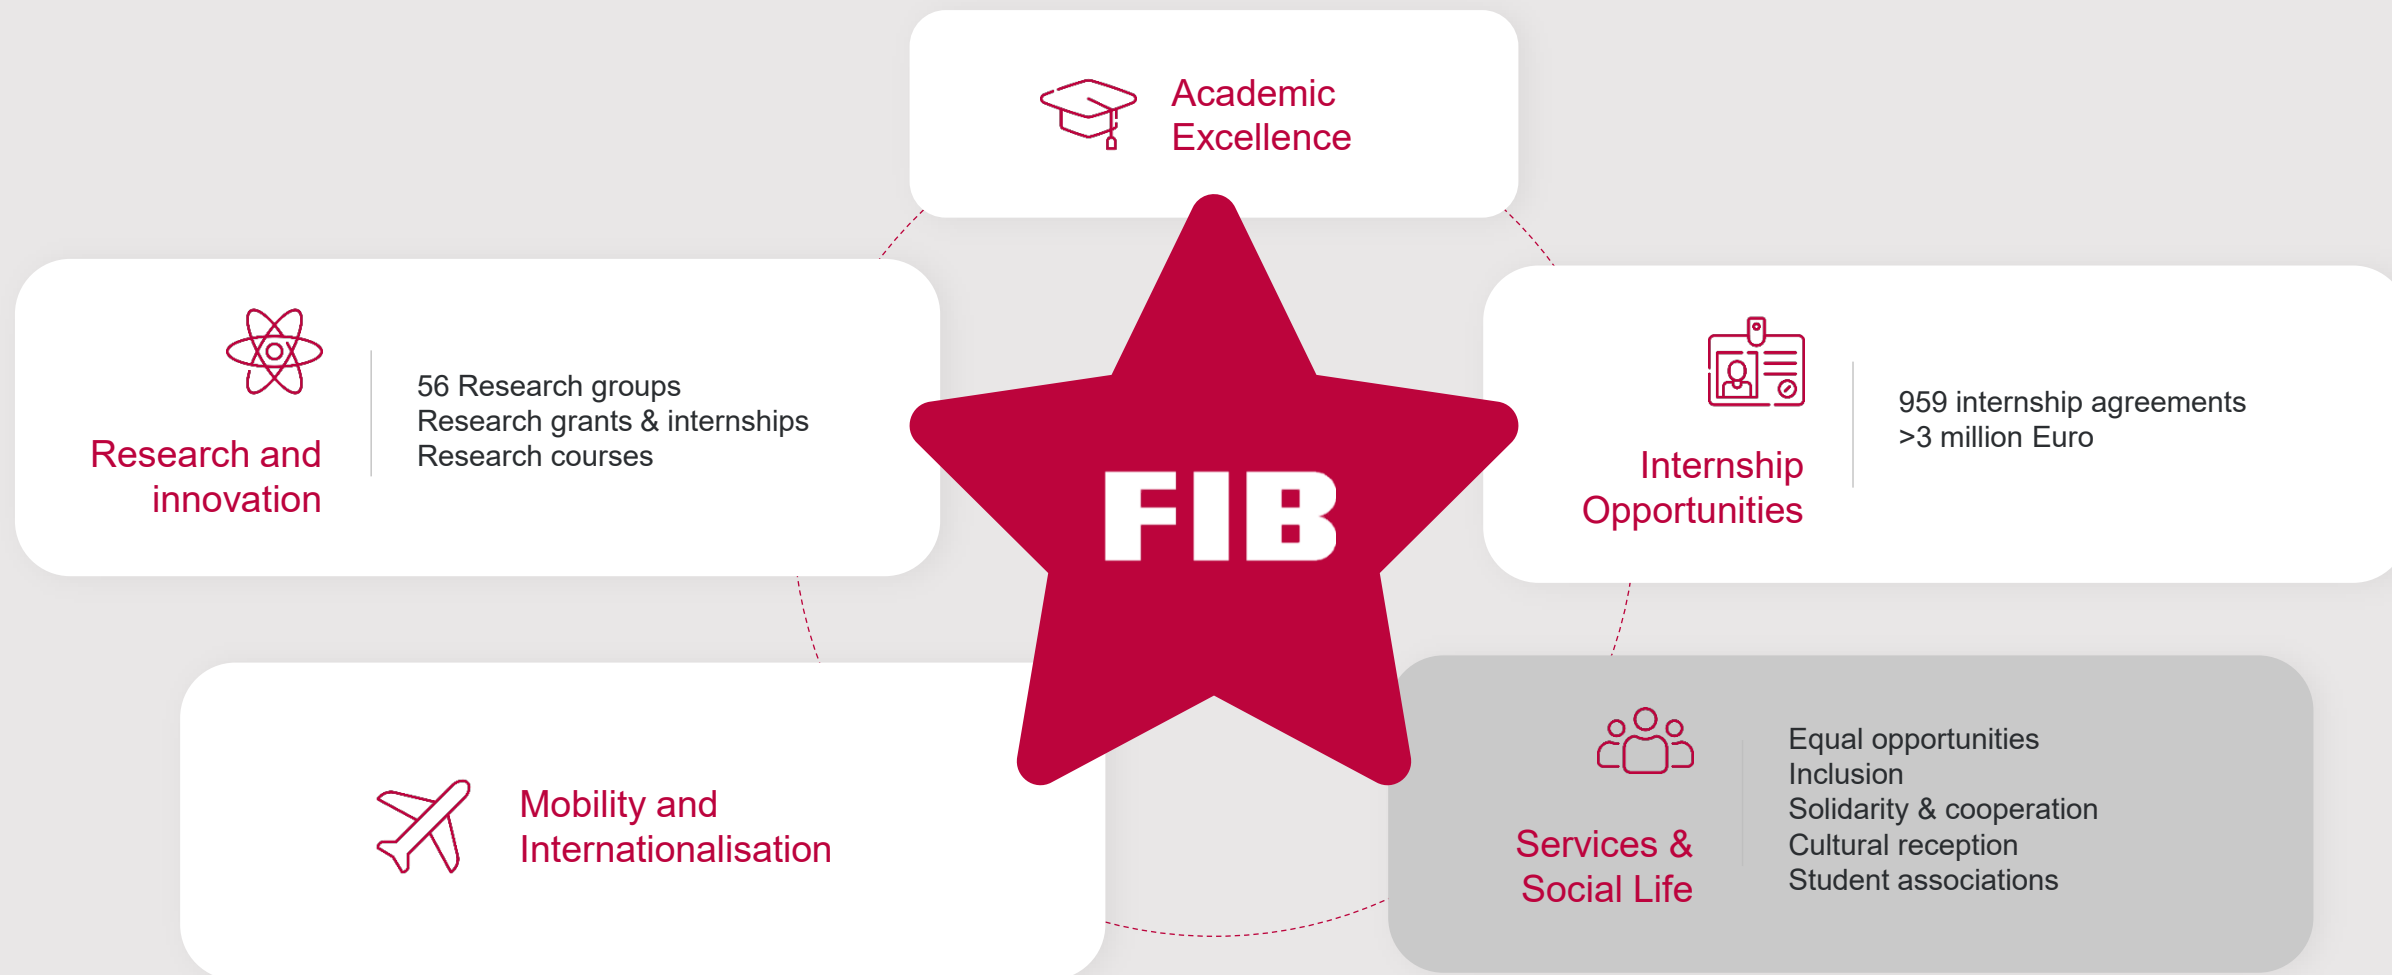 Academic
Excellence
Research and
innovation
56 Research groups
Research grants & internships
Research courses
FIB
Internship
Opportunities
959 internship agreements
>3 million Euro
Mobility and
Internationalisation
Services &
Social Life
Equal opportunities
Inclusion
Solidarity & cooperation
Cultural reception
Student associations